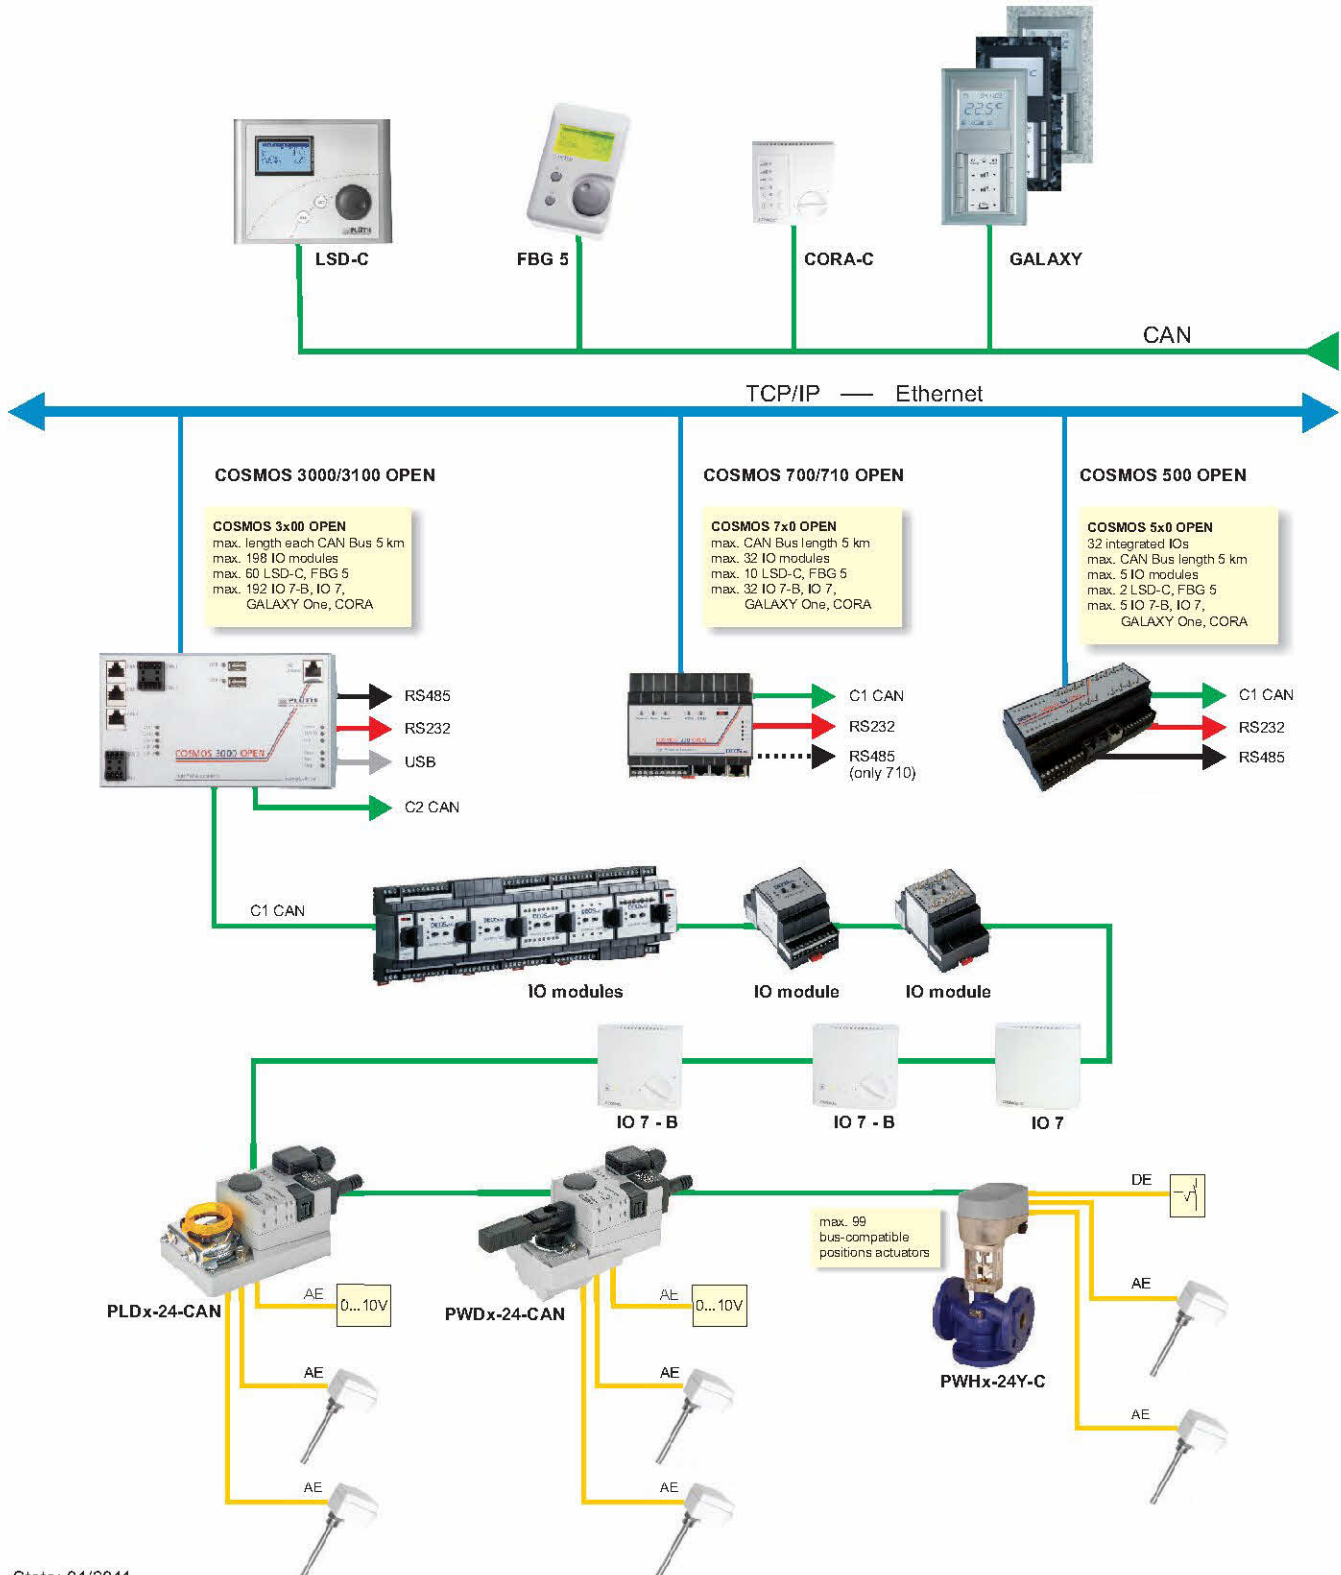 LSD-C
FBG 5
CORA-C
GALAXY
22.5°C
CAN
TCP/IP — Ethernet
COSMOS 3000/3100 OPEN
COSMOS 3x00 OPEN
max. length each CAN Bus 5 km
max. 198 IO modules
max. 60 LSD-C, FBG 5
max. 192 IO 7-B, IO 7,
GALAXY One, CORA
COSMOS 700/710 OPEN
COSMOS 7x0 OPEN
max. CAN Bus length 5 km
max. 32 IO modules
max. 10 LSD-C, FBG 5
max. 32 IO 7-B, IO 7,
GALAXY One, CORA
COSMOS 500 OPEN
COSMOS 5x0 OPEN
32 integrated IOs
max. CAN Bus length 5 km
max. 5 IO modules
max. 2 LSD-C, FBG 5
max. 5 IO 7-B, IO 7,
GALAXY One, CORA
COSMOS 3000 OPEN
RS485
RS232
USB
C2 CAN
C1 CAN
RS232
RS485
(only 710)
C1 CAN
RS232
RS485
C1 CAN
IO modules
IO module
IO module
IO 7 - B
IO 7 - B
IO 7
PLDx-24-CAN
AE
0...10V
AE
AE
PWDx-24-CAN
AE
0...10V
AE
AE
max. 99
bus-compatible
positions actuators
PWHx-24Y-C
DE
AE
AE